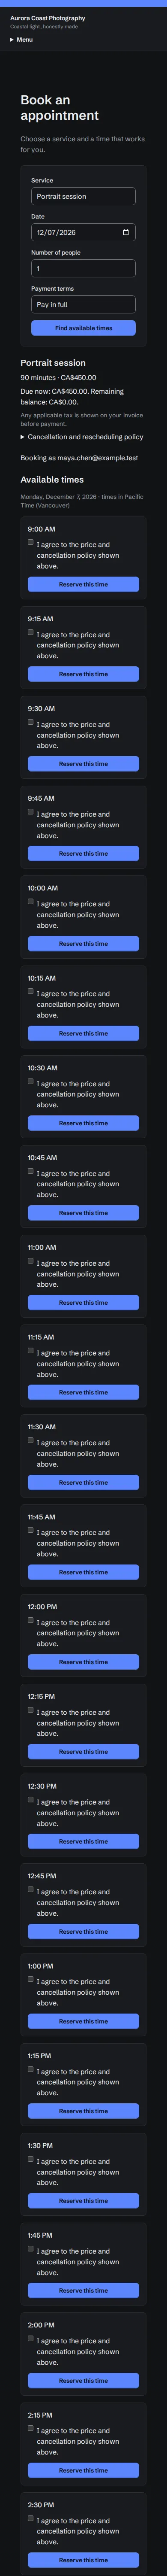 Aurora Coast Photography
Coastal light, honestly made
Menu
Book an
appointment
Choose a service and a time that works
for you.
Service
Portrait session
Date
12/07/2026
Number of people
1
Payment terms
Pay in full
Find available times
Portrait session
90 minutes · CA$450.00
Due now: CA$450.00. Remaining
balance: CA$0.00.
Any applicable tax is shown on your invoice
before payment.
Cancellation and rescheduling policy
Booking as maya.chen@example.test
Available times
Monday, December 7, 2026 · times in Pacific
Time (Vancouver)
9:00 AM
I agree to the price and
cancellation policy shown
above.
Reserve this time
9:15 AM
I agree to the price and
cancellation policy shown
above.
Reserve this time
9:30 AM
I agree to the price and
cancellation policy shown
above.
Reserve this time
9:45 AM
I agree to the price and
cancellation policy shown
above.
Reserve this time
10:00 AM
I agree to the price and
cancellation policy shown
above.
Reserve this time
10:15 AM
I agree to the price and
cancellation policy shown
above.
Reserve this time
10:30 AM
I agree to the price and
cancellation policy shown
above.
Reserve this time
10:45 AM
I agree to the price and
cancellation policy shown
above.
Reserve this time
11:00 AM
I agree to the price and
cancellation policy shown
above.
Reserve this time
11:15 AM
I agree to the price and
cancellation policy shown
above.
Reserve this time
11:30 AM
I agree to the price and
cancellation policy shown
above.
Reserve this time
11:45 AM
I agree to the price and
cancellation policy shown
above.
Reserve this time
12:00 PM
I agree to the price and
cancellation policy shown
above.
Reserve this time
12:15 PM
I agree to the price and
cancellation policy shown
above.
Reserve this time
12:30 PM
I agree to the price and
cancellation policy shown
above.
Reserve this time
12:45 PM
I agree to the price and
cancellation policy shown
above.
Reserve this time
1:00 PM
I agree to the price and
cancellation policy shown
above.
Reserve this time
1:15 PM
I agree to the price and
cancellation policy shown
above.
Reserve this time
1:30 PM
I agree to the price and
cancellation policy shown
above.
Reserve this time
1:45 PM
I agree to the price and
cancellation policy shown
above.
Reserve this time
2:00 PM
I agree to the price and
cancellation policy shown
above.
Reserve this time
2:15 PM
I agree to the price and
cancellation policy shown
above.
Reserve this time
2:30 PM
I agree to the price and
cancellation policy shown
above.
Reserve this time